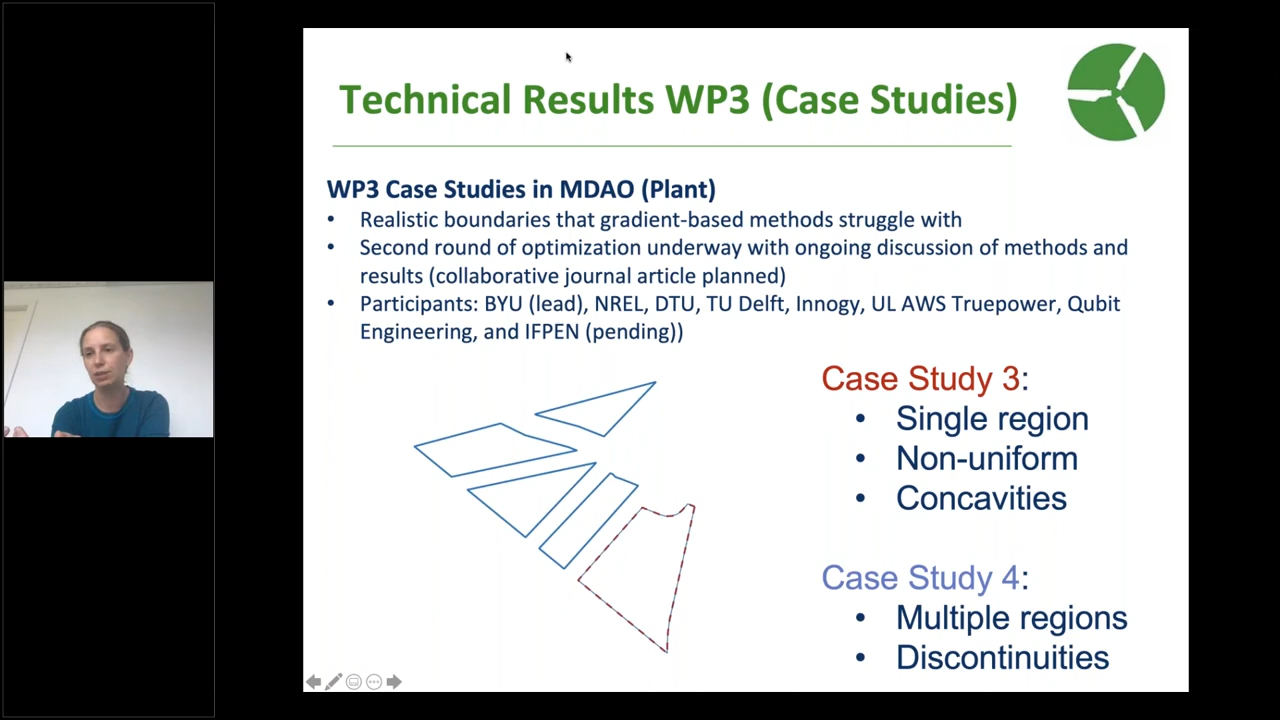 Technical Results WP3 (Case Studies)
WP3 Case Studies in MDAO (Plant)
• Realistic boundaries that gradient-based methods struggle with
• Second round of optimization underway with ongoing discussion of methods and
results (collaborative journal article planned)
• Participants: BYU (lead), NREL, DTU, TU Delft, Innogy, UL AWS Truepower, Qubit
Engineering, and IFPEN (pending))
Case Study 3:
• Single region
• Non-uniform
• Concavities
Case Study 4:
• Multiple regions
• Discontinuities